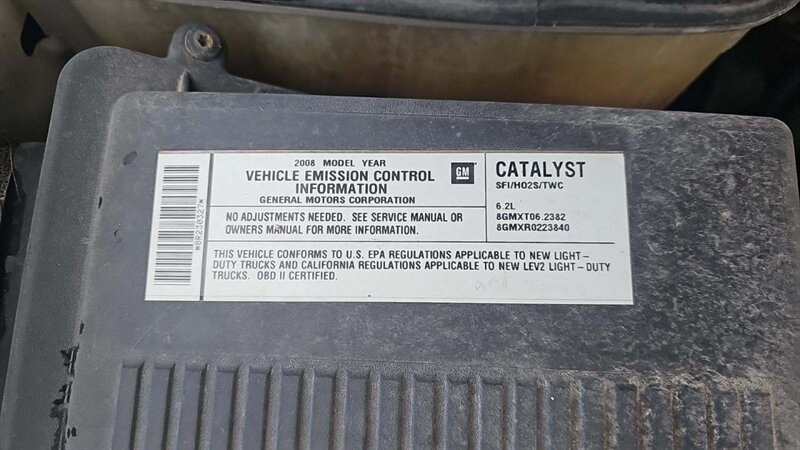 *8R230327*
2008 MODEL YEAR
VEHICLE EMISSION CONTROL
INFORMATION
GENERAL MOTORS CORPORATION
GM
NO ADJUSTMENTS NEEDED. SEE SERVICE MANUAL OR
OWNERS MANUAL FOR MORE INFORMATION.
CATALYST
SFI/HO2S/TWC
6.2L
8GMXT06.2382
8GMXR0223840
THIS VEHICLE CONFORMS TO U.S. EPA REGULATIONS APPLICABLE TO NEW LIGHT-
DUTY TRUCKS AND CALIFORNIA REGULATIONS APPLICABLE TO NEW LEV2 LIGHT-DUTY
TRUCKS. OBD II CERTIFIED.